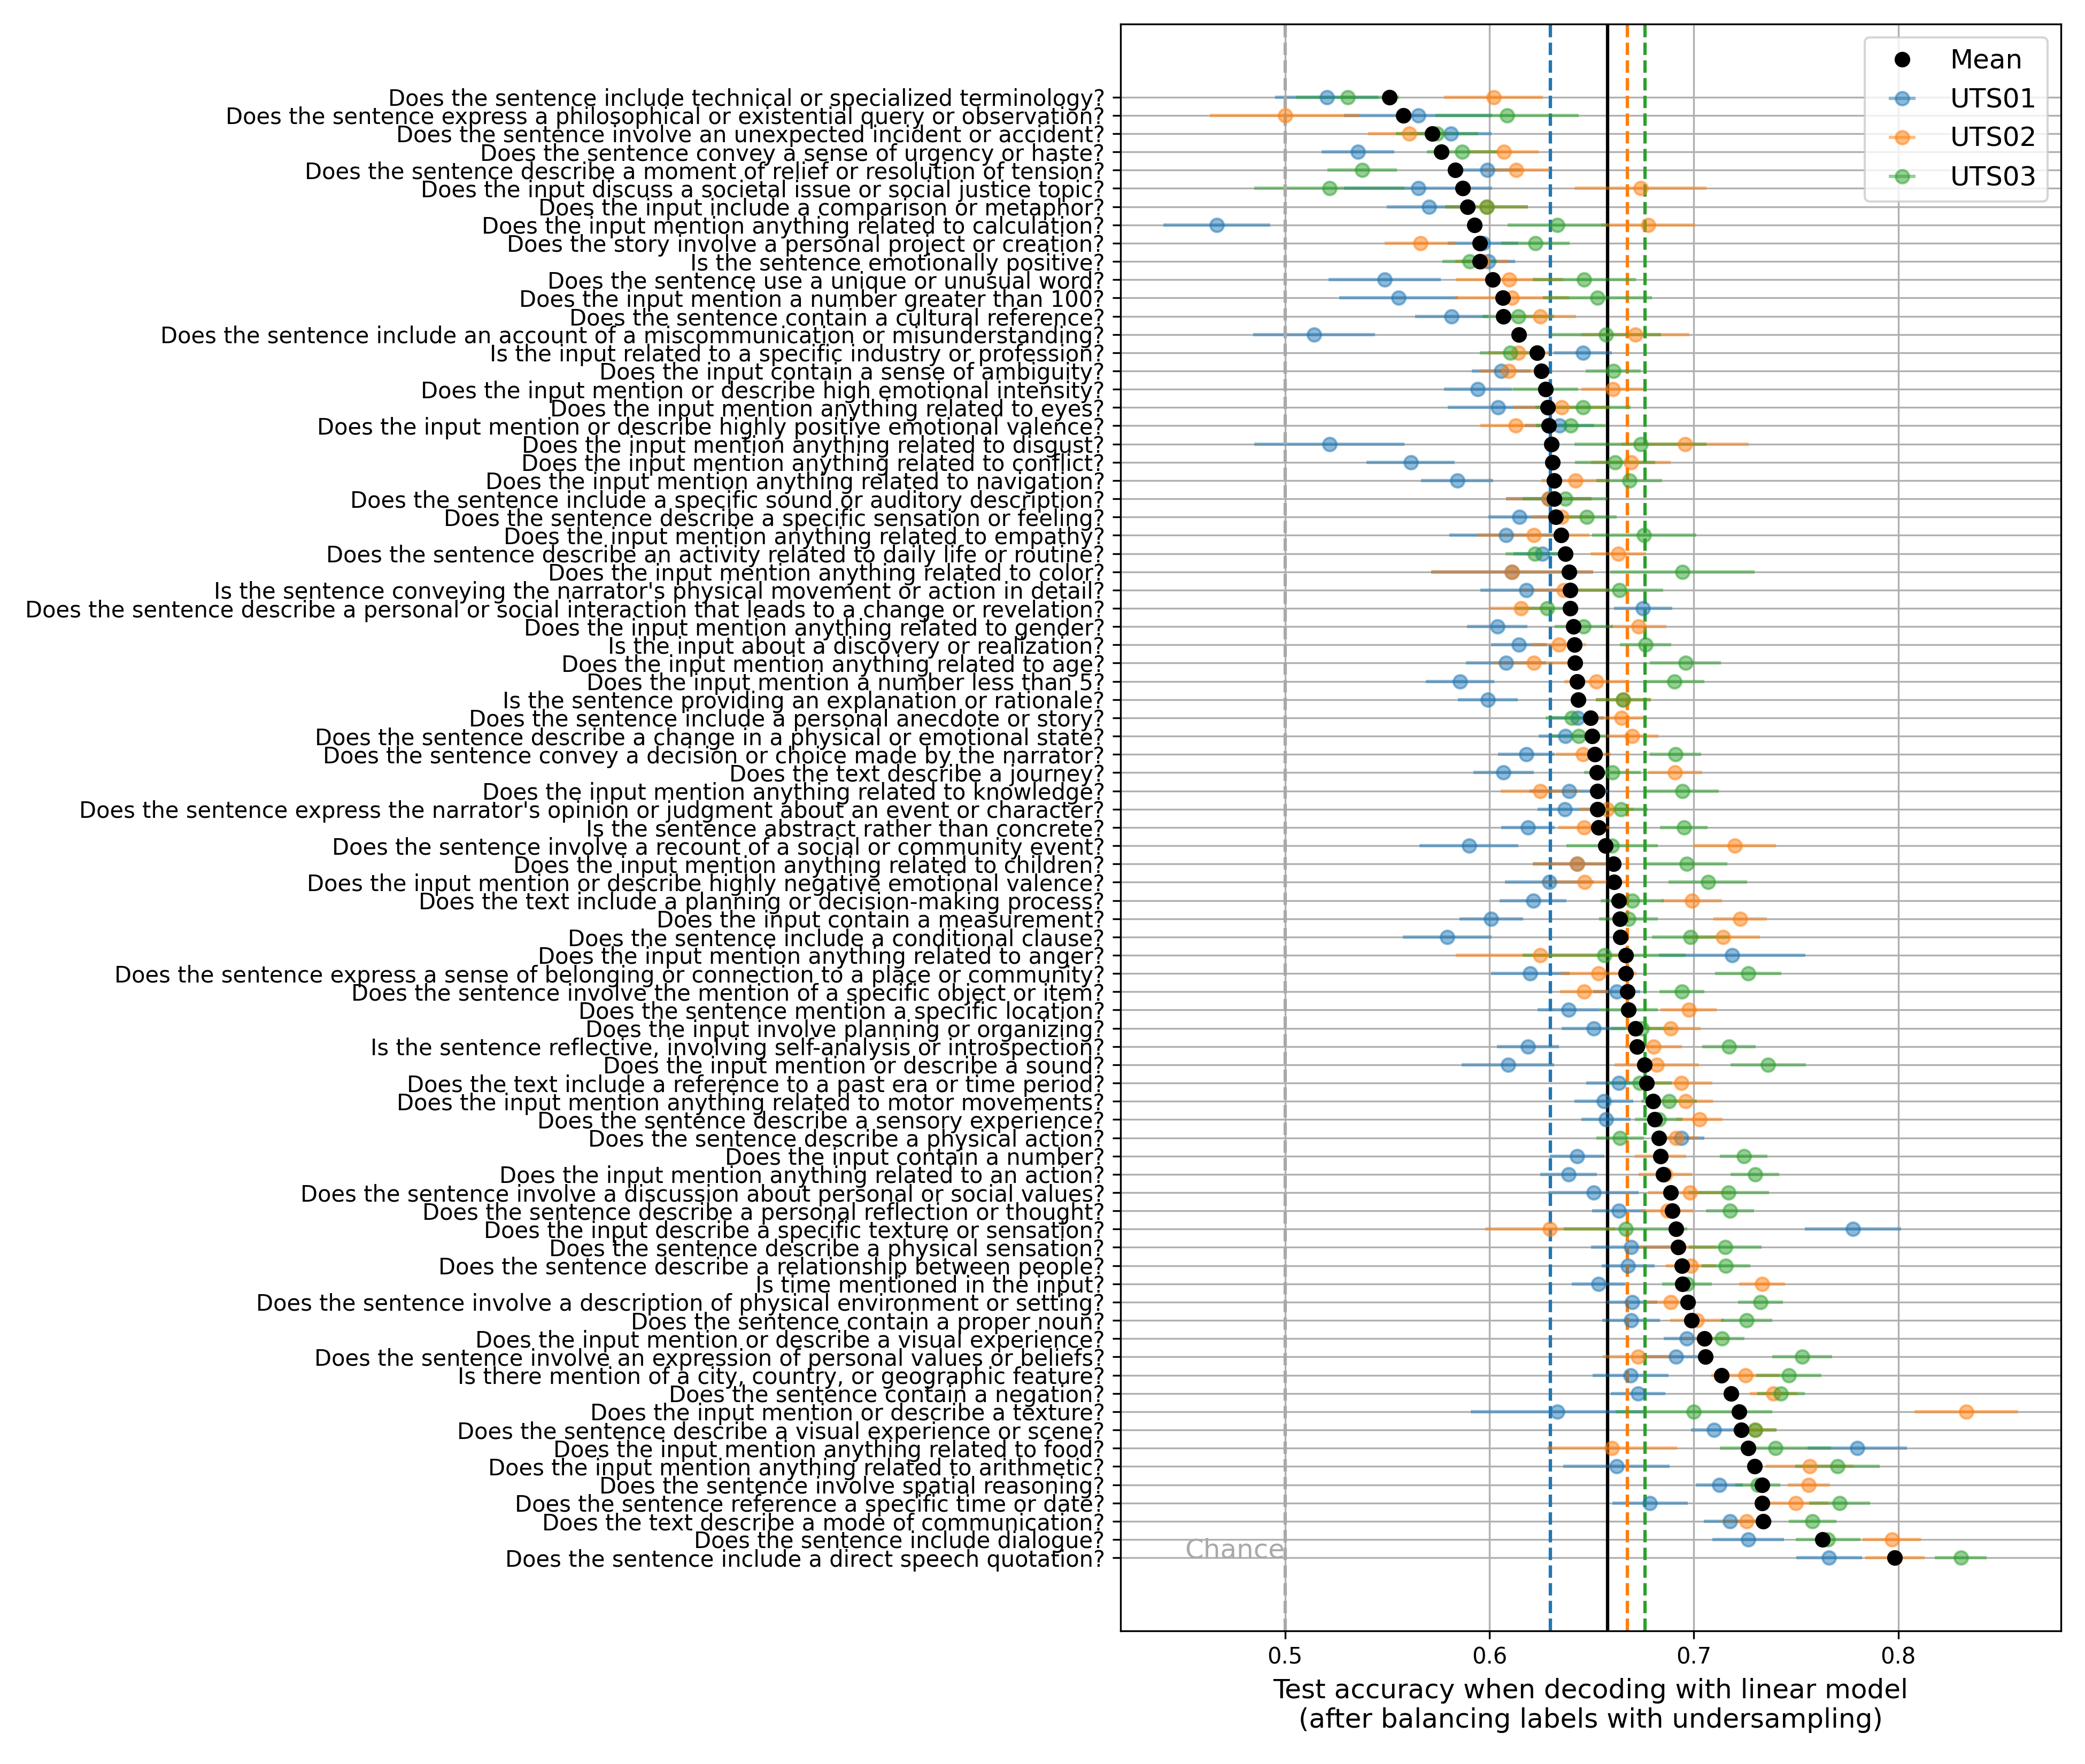 Does the sentence include technical or specialized terminology?
Does the sentence express a philosophical or existential query or observation?
Does the sentence involve an unexpected incident or accident?
Does the sentence convey a sense of urgency or haste?
Does the sentence describe a moment of relief or resolution of tension?
Does the input discuss a societal issue or social justice topic?
Does the input include a comparison or metaphor?
Does the input mention anything related to calculation?
Does the story involve a personal project or creation?
Is the sentence emotionally positive?
Does the sentence use a unique or unusual word?
Does the input mention a number greater than 100?
Does the sentence contain a cultural reference?
Does the sentence include an account of a miscommunication or misunderstanding?
Is the input related to a specific industry or profession?
Does the input contain a sense of ambiguity?
Does the input mention or describe high emotional intensity?
Does the input mention anything related to eyes?
Does the input mention or describe highly positive emotional valence?
Does the input mention anything related to disgust?
Does the input mention anything related to conflict?
Does the input mention anything related to navigation?
Does the sentence include a specific sound or auditory description?
Does the sentence describe a specific sensation or feeling?
Does the input mention anything related to empathy?
Does the sentence describe an activity related to daily life or routine?
Does the input mention anything related to color?
Is the sentence conveying the narrator's physical movement or action in detail?
Does the sentence describe a personal or social interaction that leads to a change or revelation?
Does the input mention anything related to gender?
Is the input about a discovery or realization?
Does the input mention anything related to age?
Does the input mention a number less than 5?
Is the sentence providing an explanation or rationale?
Does the sentence include a personal anecdote or story?
Does the sentence describe a change in a physical or emotional state?
Does the sentence convey a decision or choice made by the narrator?
Does the text describe a journey?
Does the input mention anything related to knowledge?
Does the sentence express the narrator's opinion or judgment about an event or character?
Is the sentence abstract rather than concrete?
Does the sentence involve a recount of a social or community event?
Does the input mention anything related to children?
Does the input mention or describe highly negative emotional valence?
Does the text include a planning or decision-making process?
Does the input contain a measurement?
Does the sentence include a conditional clause?
Does the input mention anything related to anger?
Does the sentence express a sense of belonging or connection to a place or community?
Does the sentence involve the mention of a specific object or item?
Does the sentence mention a specific location?
Does the input involve planning or organizing?
Is the sentence reflective, involving self-analysis or introspection?
Does the input mention or describe a sound?
Does the text include a reference to a past era or time period?
Does the input mention anything related to motor movements?
Does the sentence describe a sensory experience?
Does the sentence describe a physical action?
Does the input contain a number?
Does the input mention anything related to an action?
Does the sentence involve a discussion about personal or social values?
Does the sentence describe a personal reflection or thought?
Does the input describe a specific texture or sensation?
Does the sentence describe a physical sensation?
Does the sentence describe a relationship between people?
Is time mentioned in the input?
Does the sentence involve a description of physical environment or setting?
Does the sentence contain a proper noun?
Does the input mention or describe a visual experience?
Does the sentence involve an expression of personal values or beliefs?
Is there mention of a city, country, or geographic feature?
Does the sentence contain a negation?
Does the input mention or describe a texture?
Does the sentence describe a visual experience or scene?
Does the input mention anything related to food?
Does the input mention anything related to arithmetic?
Does the sentence involve spatial reasoning?
Does the sentence reference a specific time or date?
Does the text describe a mode of communication?
Does the sentence include dialogue?
Does the sentence include a direct speech quotation?
Mean
UTS01
UTS02
UTS03
Chance
0.5 0.6 0.7 0.8
Test accuracy when decoding with linear model
(after balancing labels with undersampling)